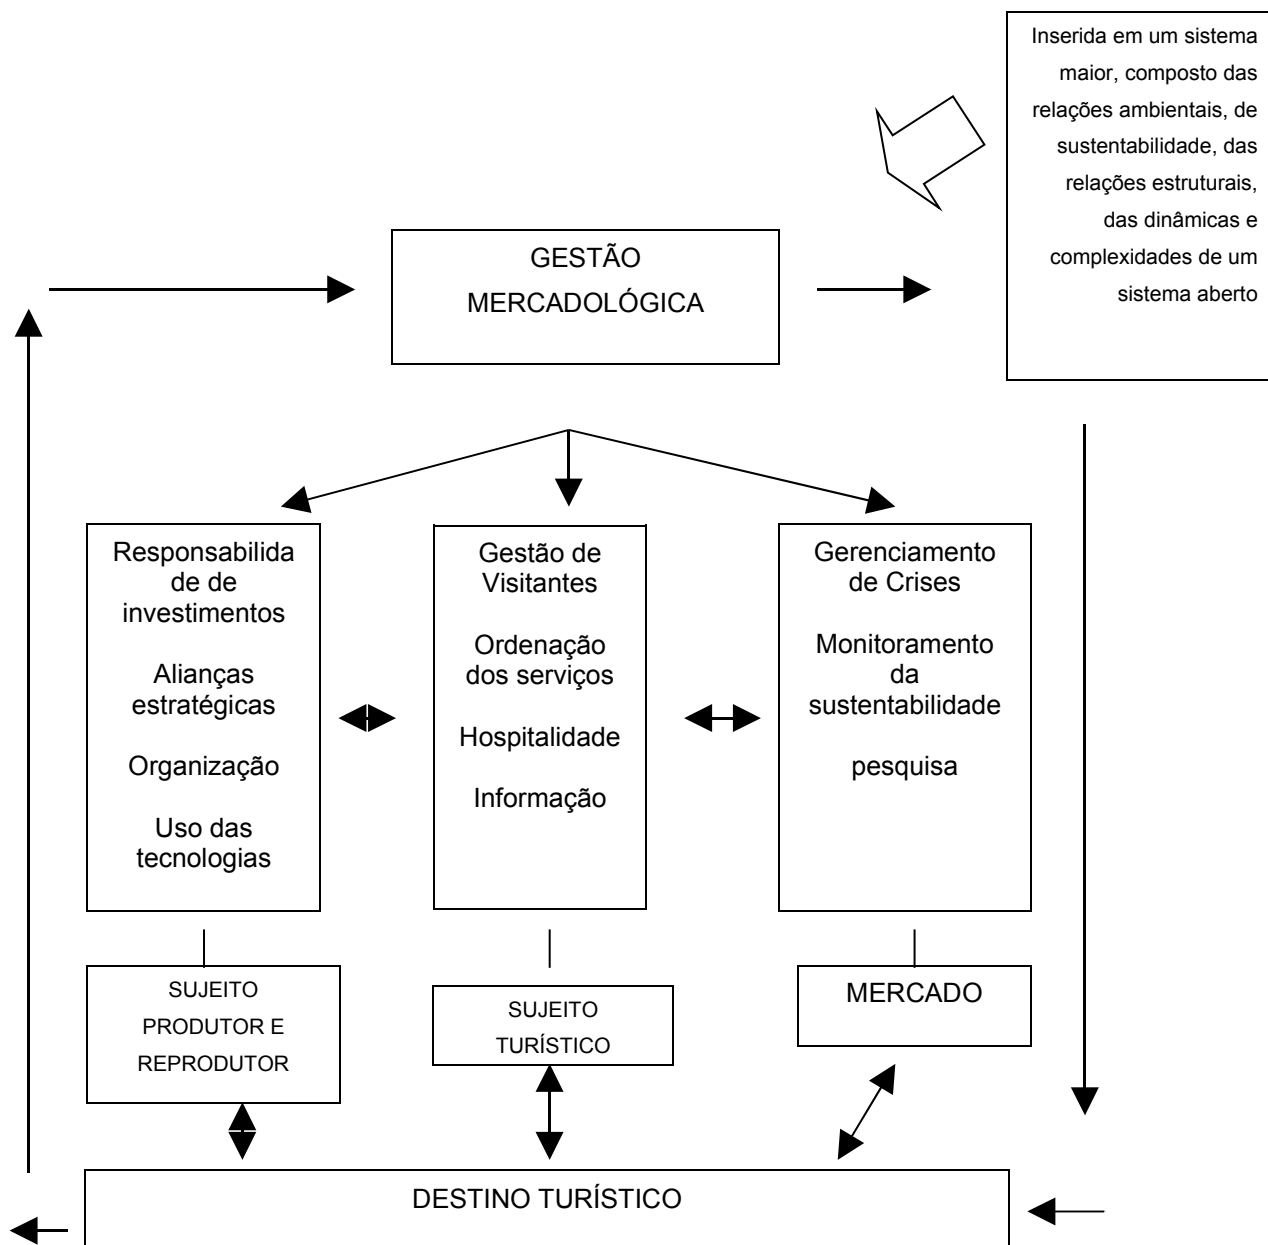 Inserida em um sistema
maior, composto das
relações ambientais, de
sustentabilidade, das
relações estruturais,
das dinâmicas e
complexidades de um
sistema aberto
GESTÃO
MERCADOLÓGICA
Responsabilida
de de
investimentos
Alianças
estratégicas
Organização
Uso das
tecnologias
Gestão de
Visitantes
Ordenação
dos serviços
Hospitalidade
Informação
Gerenciamento
de Crises
Monitoramento
da
sustentabilidade
pesquisa
SUJEITO
PRODUTOR E
REPRODUTOR
SUJEITO
TURÍSTICO
MERCADO
DESTINO TURÍSTICO